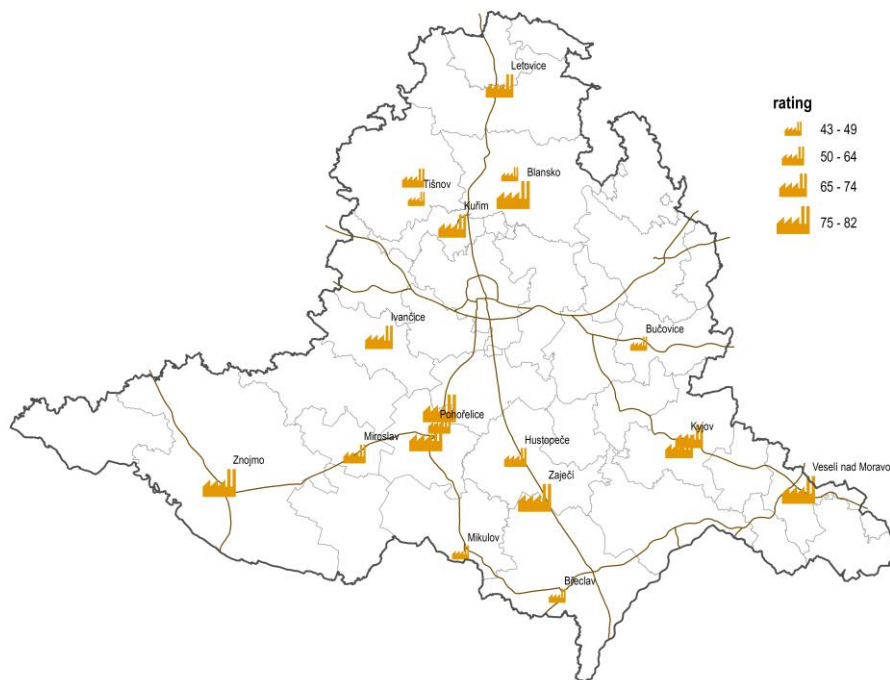 Letovice
rating
43 - 49
50 - 64
65 - 74
75 - 82
Blansko
Tišnov
Kuřim
Ivančice
Bučovice
Pohořelice
Miroslav
Hustopeče
Kyjov
Znojmo
Zaječí
Veselí nad Moravo
Mikulov
Břeclav